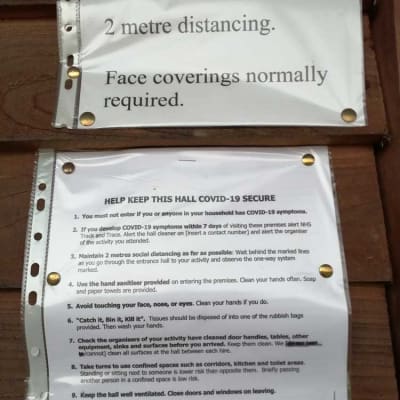 2 metre distancing.
Face coverings normally
required.
HELP KEEP THIS HALL COVID-19 SECURE
1. You must not enter if you or anyone in your household has COVID-19 symptoms.
2. If you develop COVID-19 symptoms within 7 days of visiting these premises alert NHS
Track and Trace. Alert the hall cleaner on [insert a contact number) and alert the organiser
of the activity you attended.
3. Maintain 2 metres social distancing as far as possible: Wait behind the marked lines
as you go through the entrance hall to your activity and observe the one-way system
marked.
4. Use the hand sanitiser provided on entering the premises. Clean your hands often. Soap
and paper towels are provided.
5. Avoid touching your face, nose, or eyes. Clean your hands if you do.
6. "Catch it, Bin it, Kill it". Tissues should be disposed of into one of the rubbish bags
provided. Then wash your hands.
7. Check the organisers of your activity have cleaned door handles, tables, other
equipment, sinks and surfaces before you arrived. Keep them clean. We
(cannot) clean all surfaces at the hall between each hire.
8. Take turns to use confined spaces such as corridors, kitchen and toilet areas.
Standing or sitting next to someone is lower risk than opposite them. Briefly passing
another person in a confined space is low risk.
9. Keep the hall well ventilated. Close doors and windows on leaving.